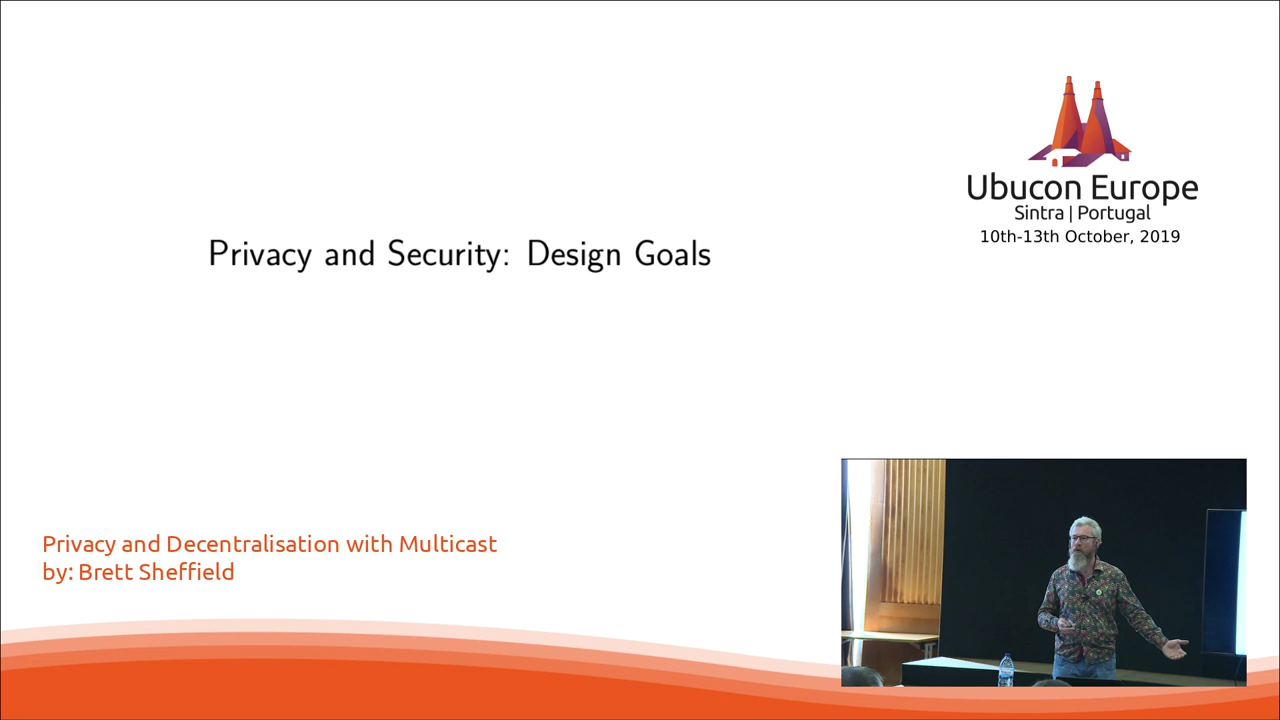 Ubucon Europe
Sintra | Portugal
10th-13th October, 2019
Privacy and Security: Design Goals
Privacy and Decentralisation with Multicast
by: Brett Sheffield